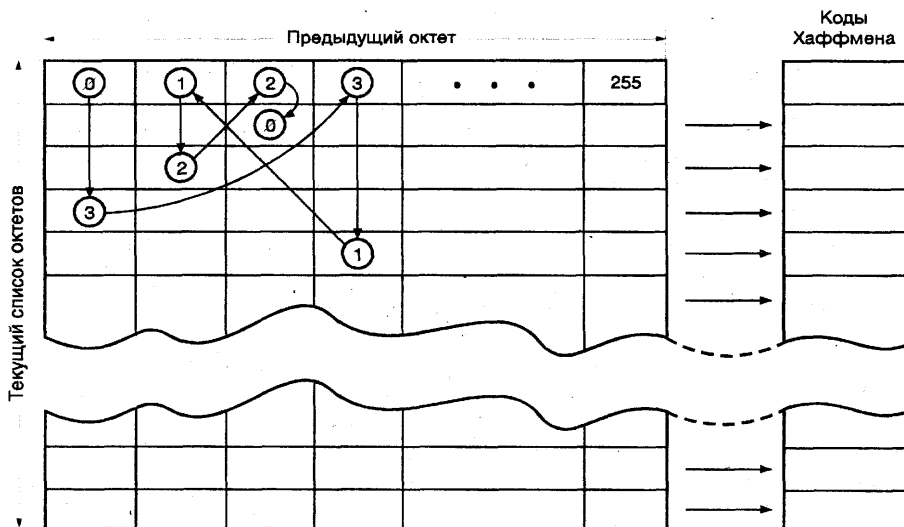 Коды
Хаффмена
Предыдущий октет
0 1 2 3 • • • 255
0
2
3
1
Текущий список октетов